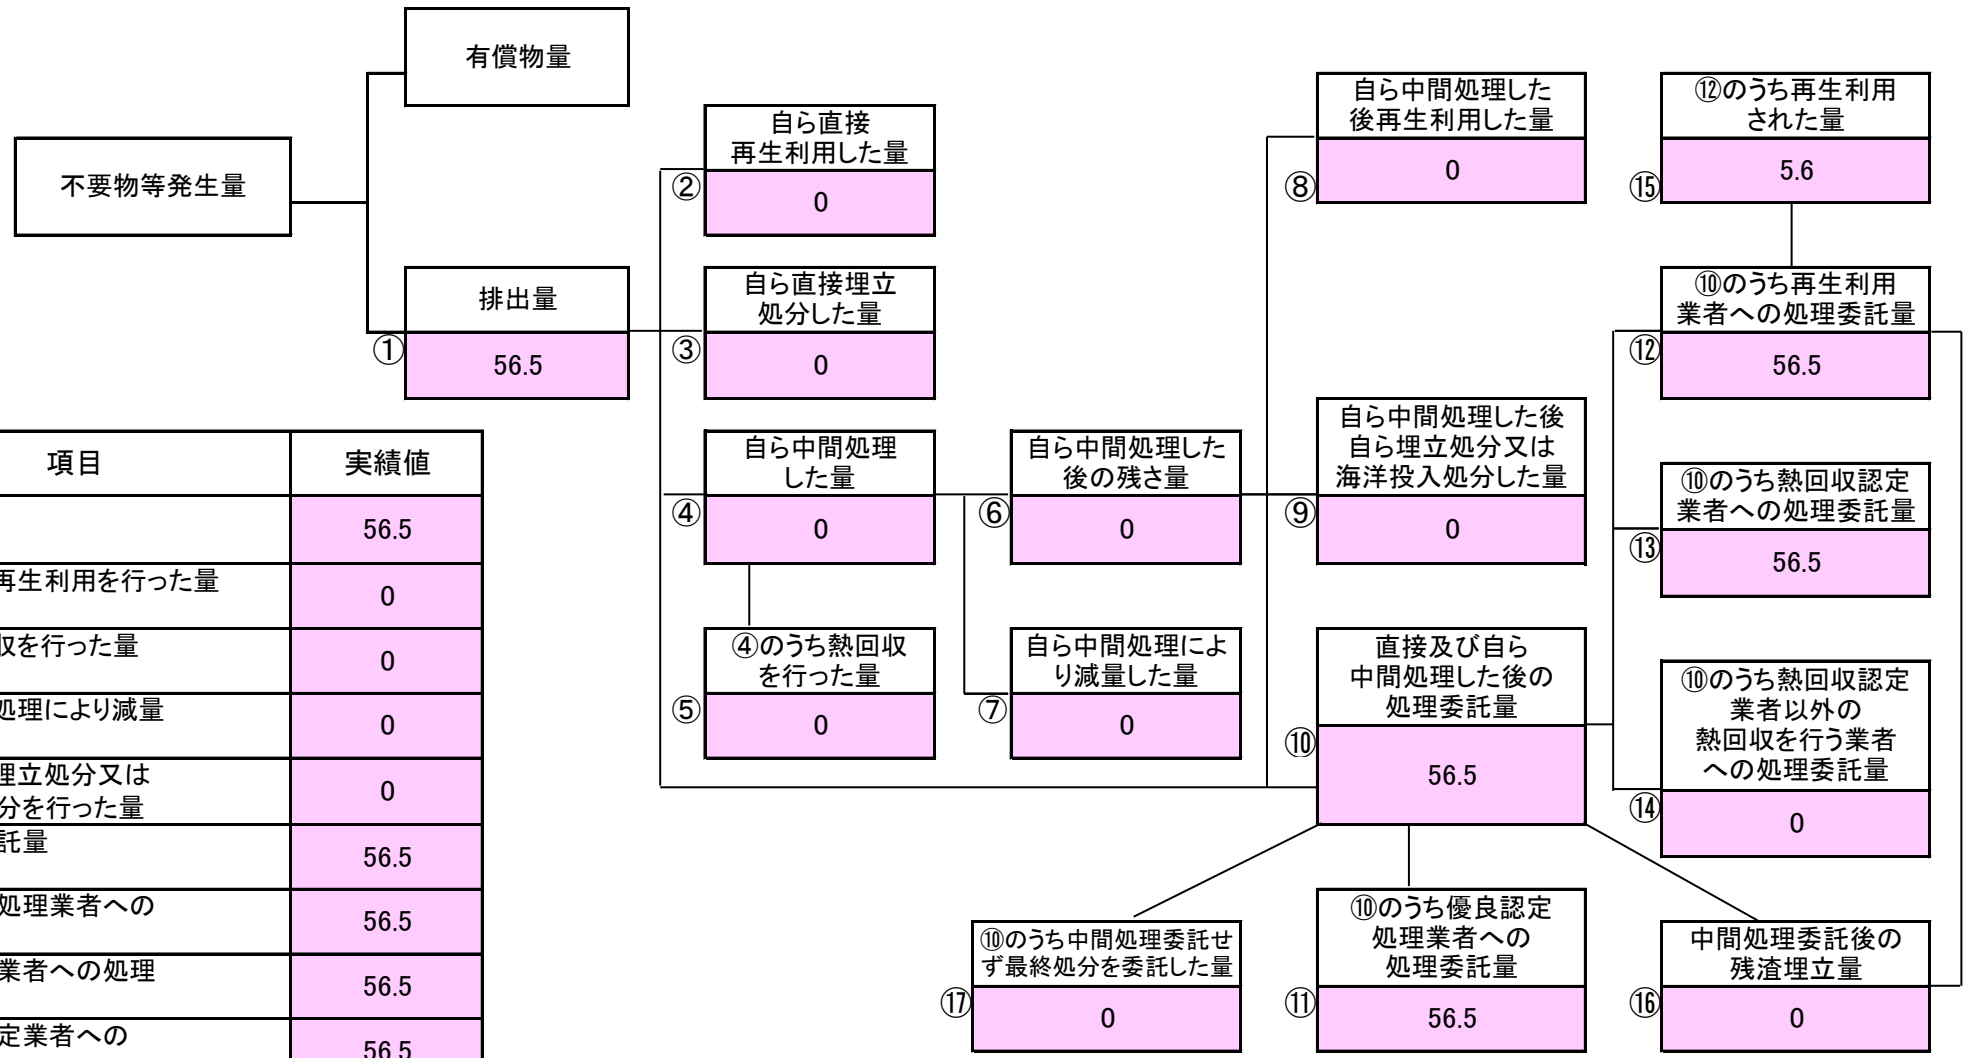 有償物量
不要物等発生量
排出量
①
56.5
自ら直接
再生利用した量
②
0
自ら直接埋立
処分した量
③
0
自ら中間処理
した量
④
0
④のうち熱回収
を行った量
⑤
0
自ら中間処理した
後の残さ量
⑥
0
自ら中間処理によ
り減量した量
⑦
0
自ら中間処理した
後再生利用した量
⑧
0
自ら中間処理した後
自ら埋立処分又は
海洋投入処分した量
⑨
0
直接及び自ら
中間処理した後の
処理委託量
⑩
56.5
⑫のうち再生利用
された量
⑮
5.6
⑩のうち再生利用
業者への処理委託量
⑫
56.5
⑩のうち熱回収認定
業者への処理委託量
⑬
56.5
⑩のうち熱回収認定
業者以外の
熱回収を行う業者
への処理委託量
⑭
0
⑩のうち中間処理委託せ
ず最終処分を委託した量
⑰
0
⑩のうち優良認定
処理業者への
処理委託量
⑪
56.5
中間処理委託後の
残渣埋立量
⑯
0
項目 実績値
56.5
再生利用を行った量
0
収を行った量
0
処理により減量
0
埋立処分又は
分を行った量
0
託量
56.5
処理業者への
56.5
業者への処理
56.5
定業者への
56.5